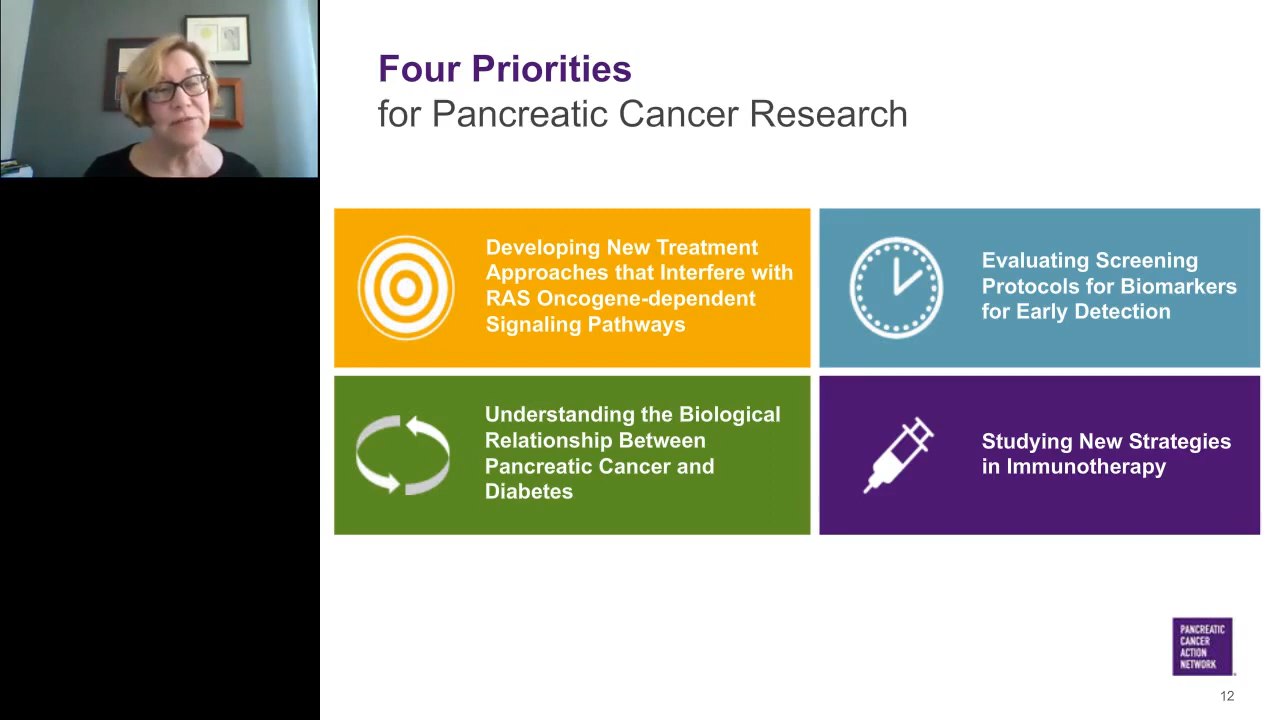 Four Priorities
for Pancreatic Cancer Research
Developing New Treatment
Approaches that Interfere with
RAS Oncogene-dependent
Signaling Pathways
Evaluating Screening
Protocols for Biomarkers
for Early Detection
Understanding the Biological
Relationship Between
Pancreatic Cancer and
Diabetes
Studying New Strategies
in Immunotherapy
PANCREATIC
CANCER
ACTION
NETWORK
12